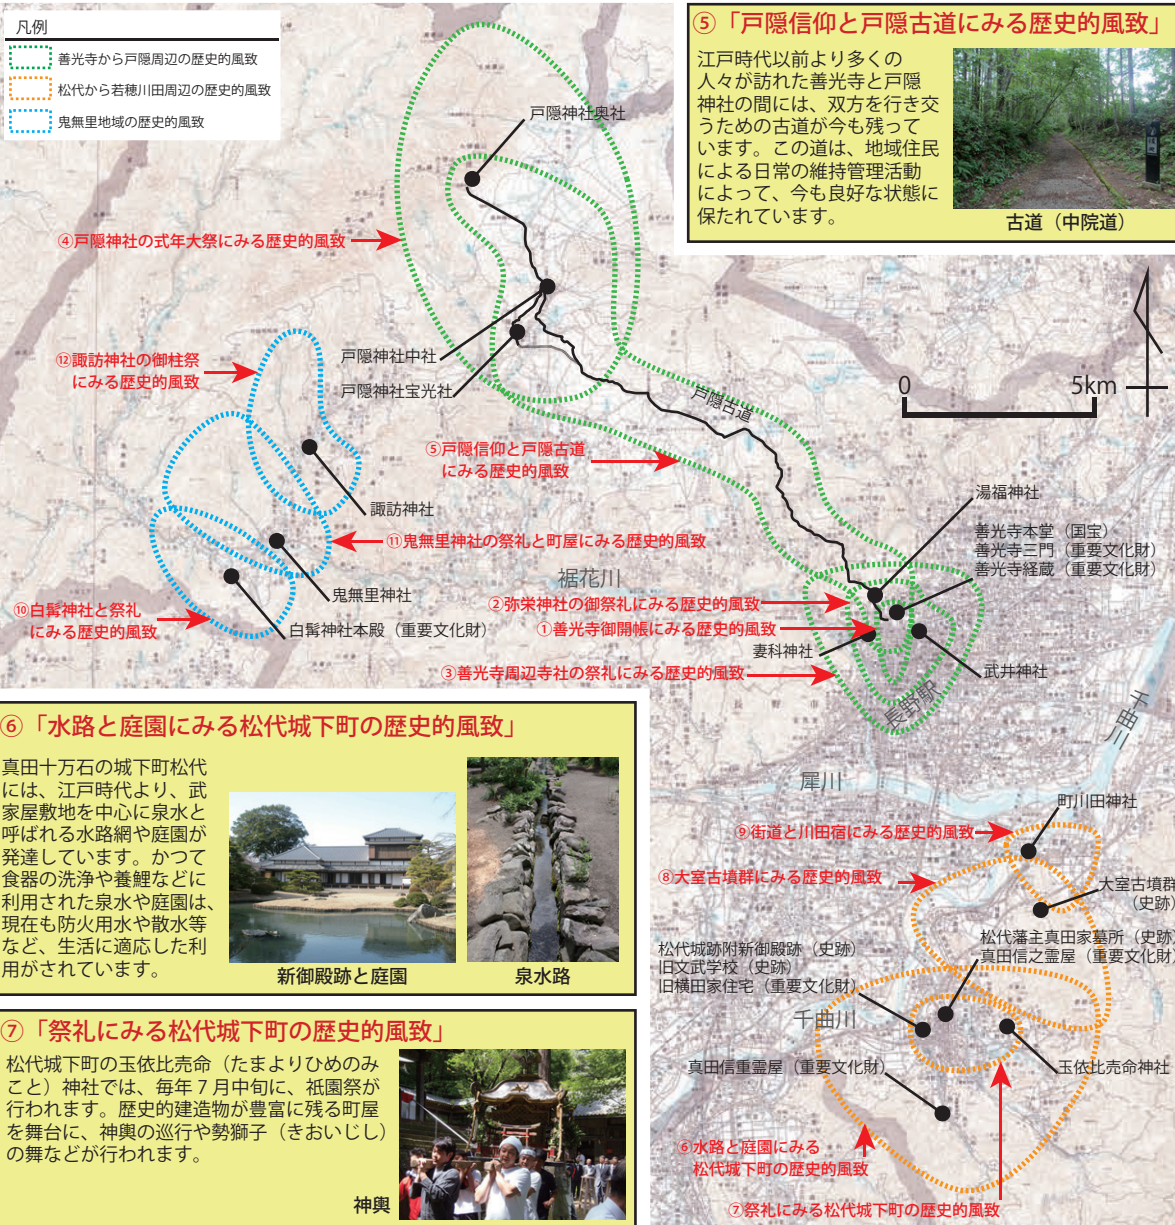 凡例
善光寺から戸隠周辺の歴史的風致
松代から若穂川田周辺の歴史的風致
鬼無里地域の歴史的風致
⑤「戸隠信仰と戸隠古道にみる歴史的風致」
江戸時代以前より多くの
人々が訪れた善光寺と戸隠
神社の間には、双方を行き交
うための古道が今も残って
います。この道は、地域住民
による日常の維持管理活動
によって、今も良好な状態に
保たれています。
古道（中院道）
戸隠神社奥社
④戸隠神社の式年大祭にみる歴史的風致
⑫諏訪神社の御柱祭
にみる歴史的風致
戸隠神社中社
戸隠神社宝光社
0
5km
戸隠古道
⑤戸隠信仰と戸隠古道
にみる歴史的風致
諏訪神社
湯福神社
善光寺本堂（国宝）
善光寺三門（重要文化財）
善光寺経蔵（重要文化財）
⑪鬼無里神社の祭礼と町屋にみる歴史的風致
裾花川
鬼無里神社
②弥栄神社の御祭礼にみる歴史的風致
⑩白髯神社と祭礼
にみる歴史的風致
白髯神社本殿（重要文化財）
①善光寺御開帳にみる歴史的風致
妻科神社
③善光寺周辺寺社の祭礼にみる歴史的風致
武井神社
長野駅
千曲川
⑥「水路と庭園にみる松代城下町の歴史的風致」
真田十万石の城下町松代
には、江戸時代より、武
家屋敷地を中心に泉水と
呼ばれる水路網や庭園が
発達しています。かつて
食器の洗浄や養鯉などに
利用された泉水や庭園は、
現在も防火用水や散水等
など、生活に適応した利
用がされています。
新御殿跡と庭園
泉水路
犀川
町川田神社
⑨街道と川田宿にみる歴史的風致
⑧大室古墳群にみる歴史的風致
大室古墳群
（史跡）
松代城跡附新御殿跡（史跡）
旧文武学校（史跡）
旧横田家住宅（重要文化財）
松代藩主真田家墓所（史跡）
真田信之霊屋（重要文化財）
千曲川
真田信重霊屋（重要文化財）
玉依比売命神社
⑥水路と庭園にみる
松代城下町の歴史的風致
⑦祭礼にみる松代城下町の歴史的風致
⑦「祭礼にみる松代城下町の歴史的風致」
松代城下町の玉依比売命（たまよりひめのみ
こと）神社では、毎年７月中旬に、祇園祭が
行われます。歴史的建造物が豊富に残る町屋
を舞台に、神輿の巡行や勢獅子（きおいじし）
の舞などが行われます。
神輿